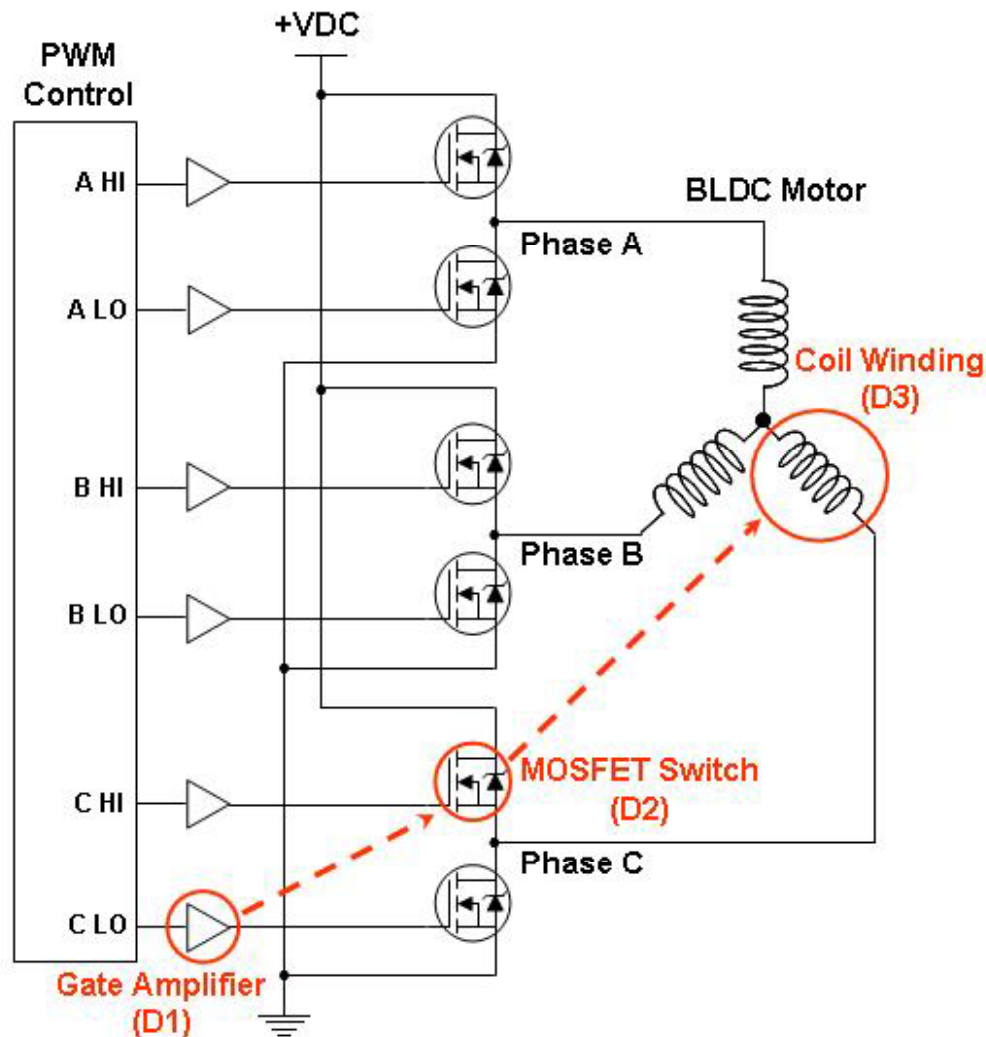 +VDC
PWM
Control
A HI
A LO
B HI
B LO
C HI
C LO
BLDC Motor
Phase A
Coil Winding
(D3)
Phase B
MOSFET Switch
(D2)
Phase C
Gate Amplifier
(D1)